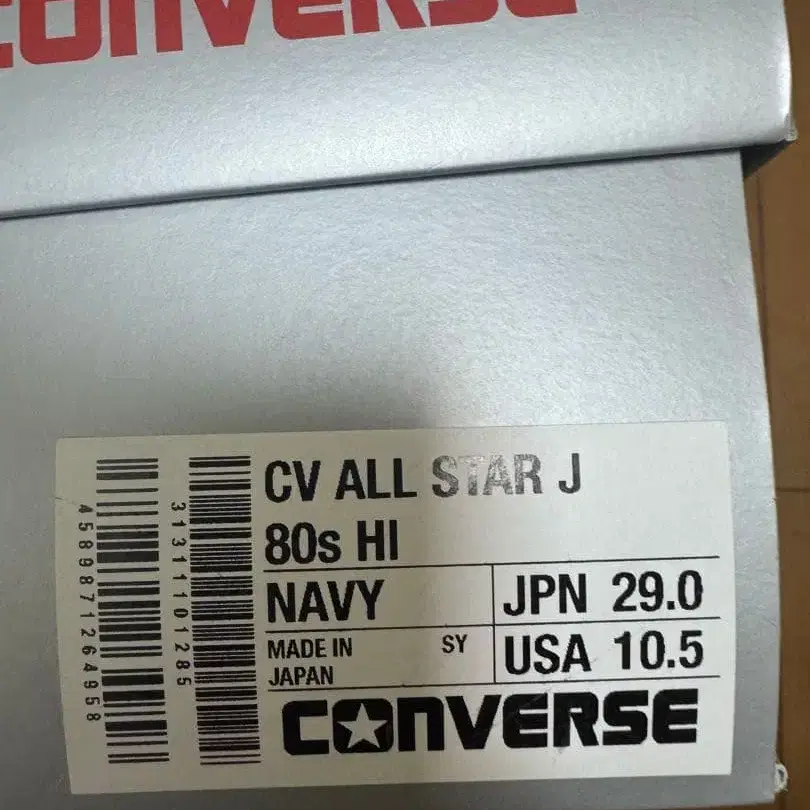 CONVERSE
CV ALL STAR J
80s HI
NAVY
JPN 29.0
MADE IN JAPAN
SY
USA 10.5
CONVERSE
4589871264958
31311101285